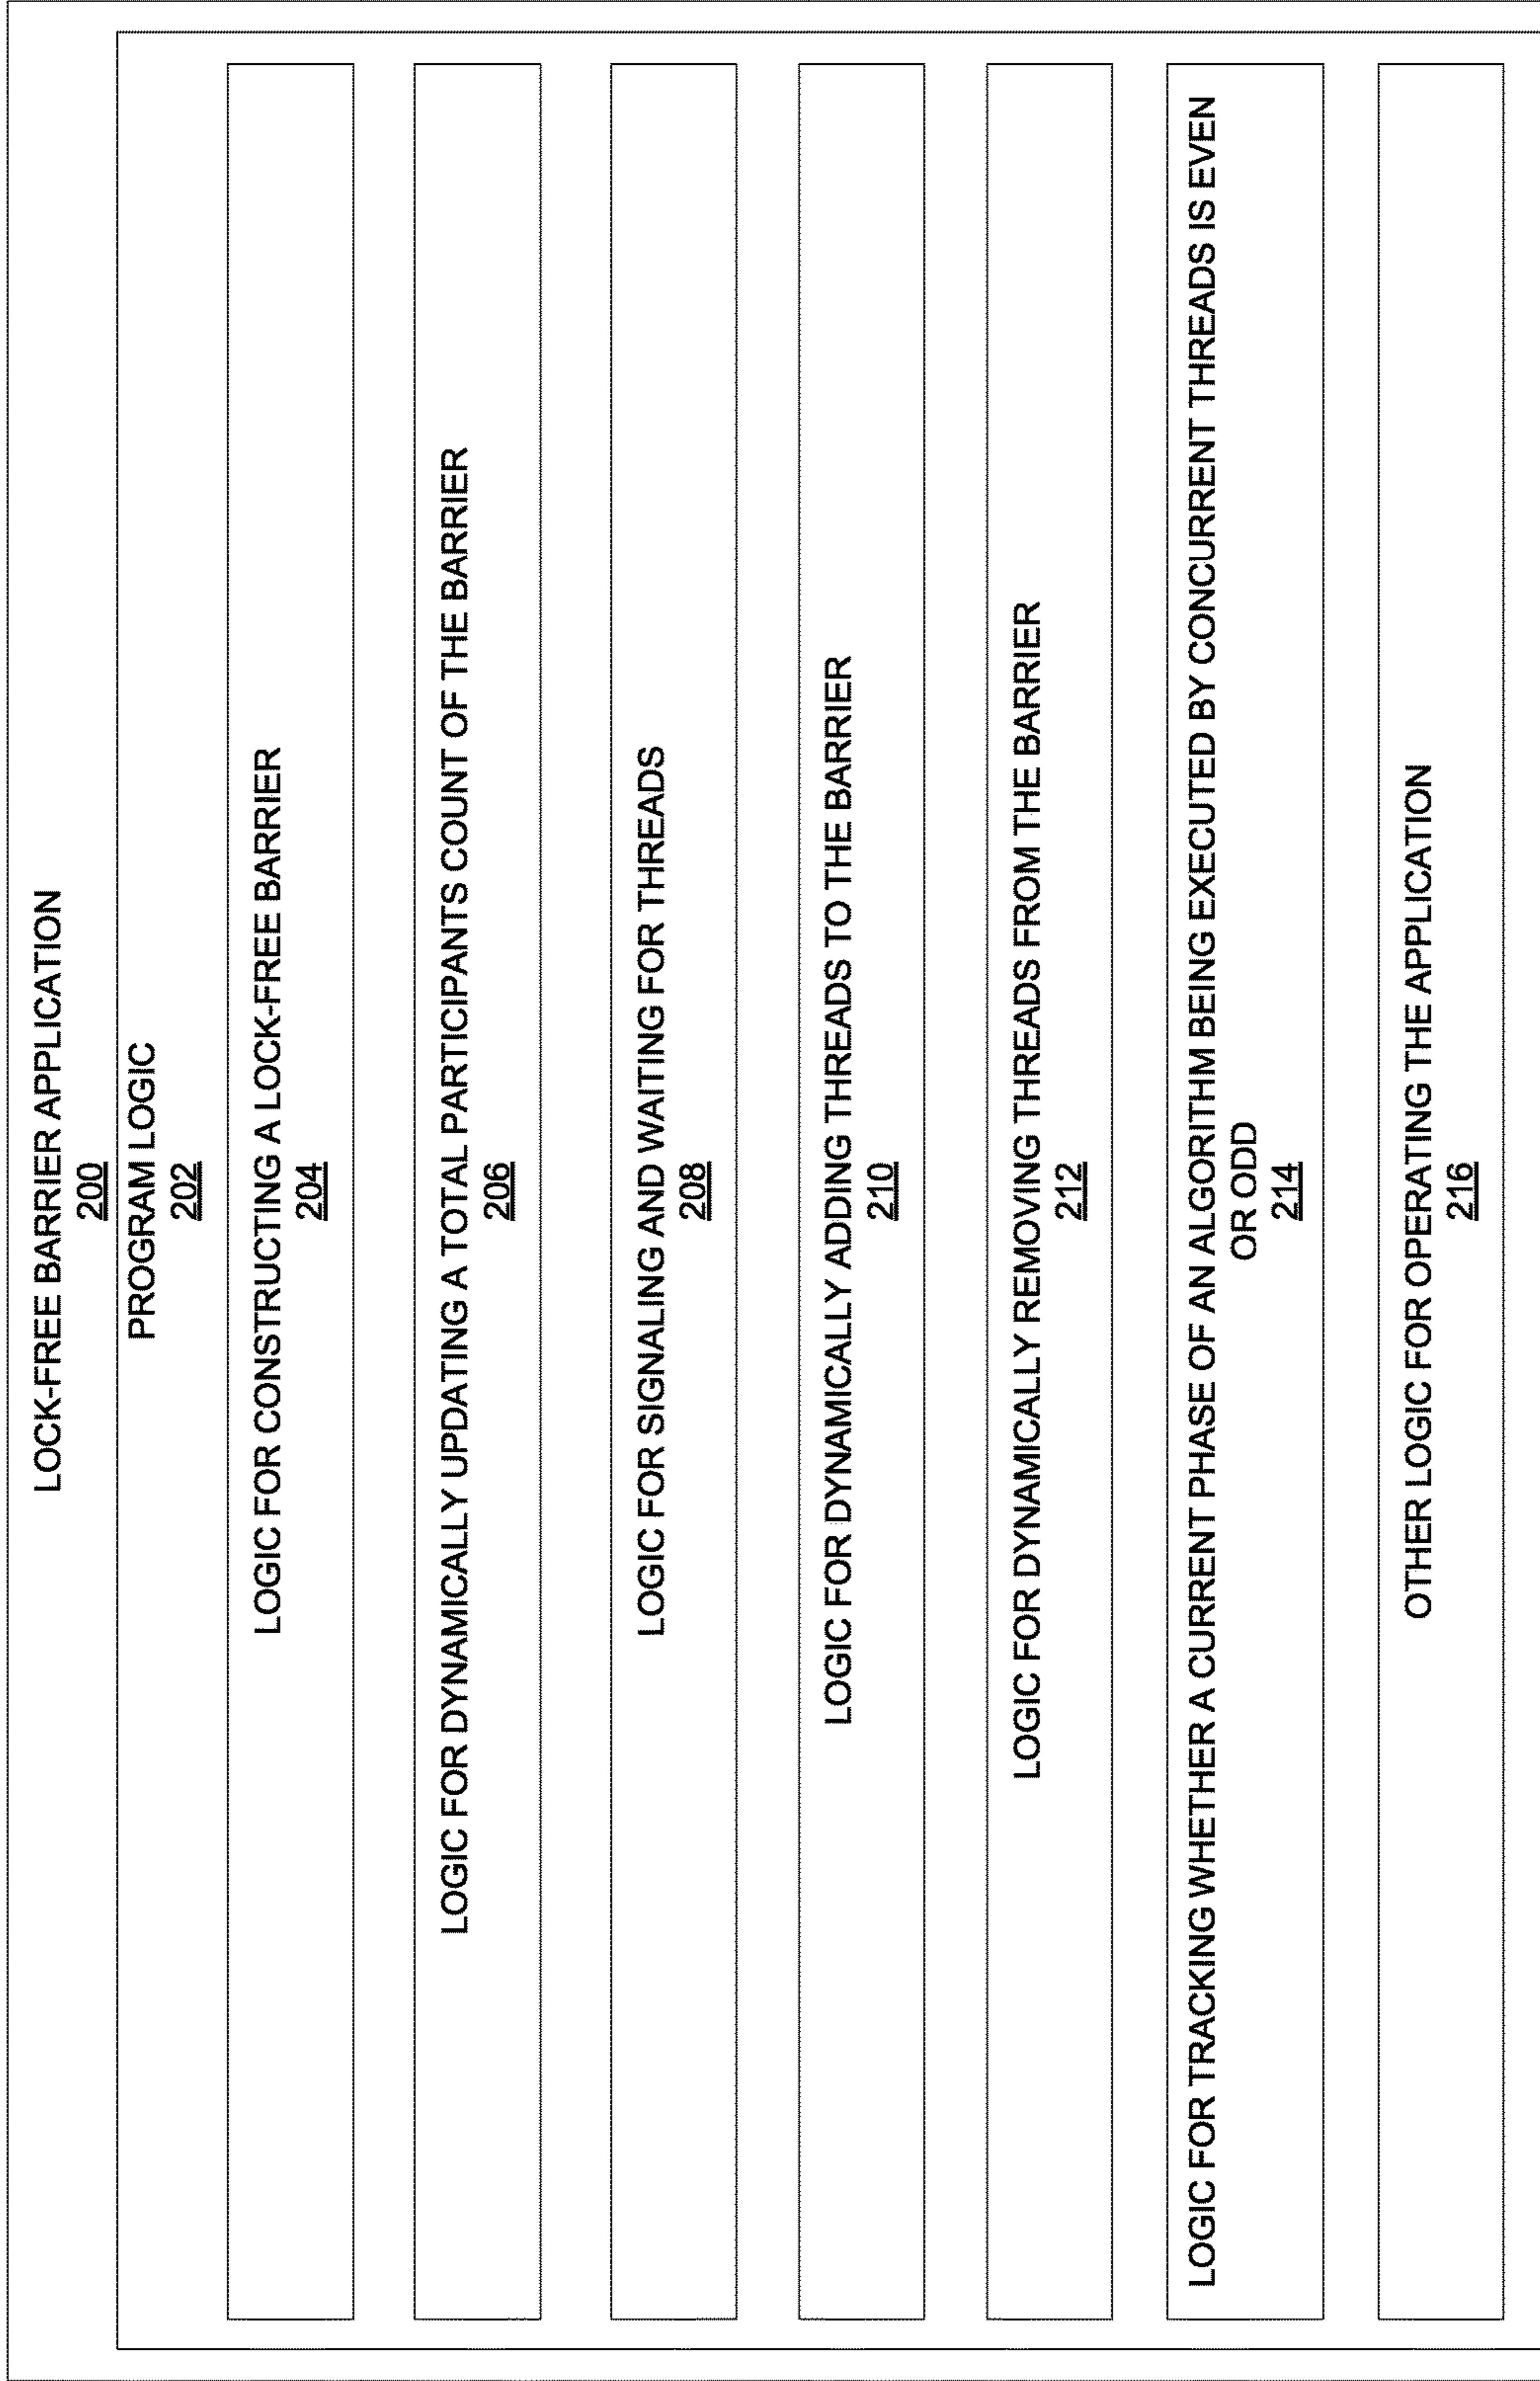 LOCK-FREE BARRIER APPLICATION
200
PROGRAM LOGIC
202
LOGIC FOR CONSTRUCTING A LOCK-FREE BARRIER
204
LOGIC FOR DYNAMICALLY UPDATING A TOTAL PARTICIPANTS COUNT OF THE BARRIER
206
LOGIC FOR SIGNALING AND WAITING FOR THREADS
208
LOGIC FOR DYNAMICALLY ADDING THREADS TO THE BARRIER
210
LOGIC FOR DYNAMICALLY REMOVING THREADS FROM THE BARRIER
212
LOGIC FOR TRACKING WHETHER A CURRENT PHASE OF AN ALGORITHM BEING EXECUTED BY CONCURRENT THREADS IS EVEN
OR ODD
214
OTHER LOGIC FOR OPERATING THE APPLICATION
216